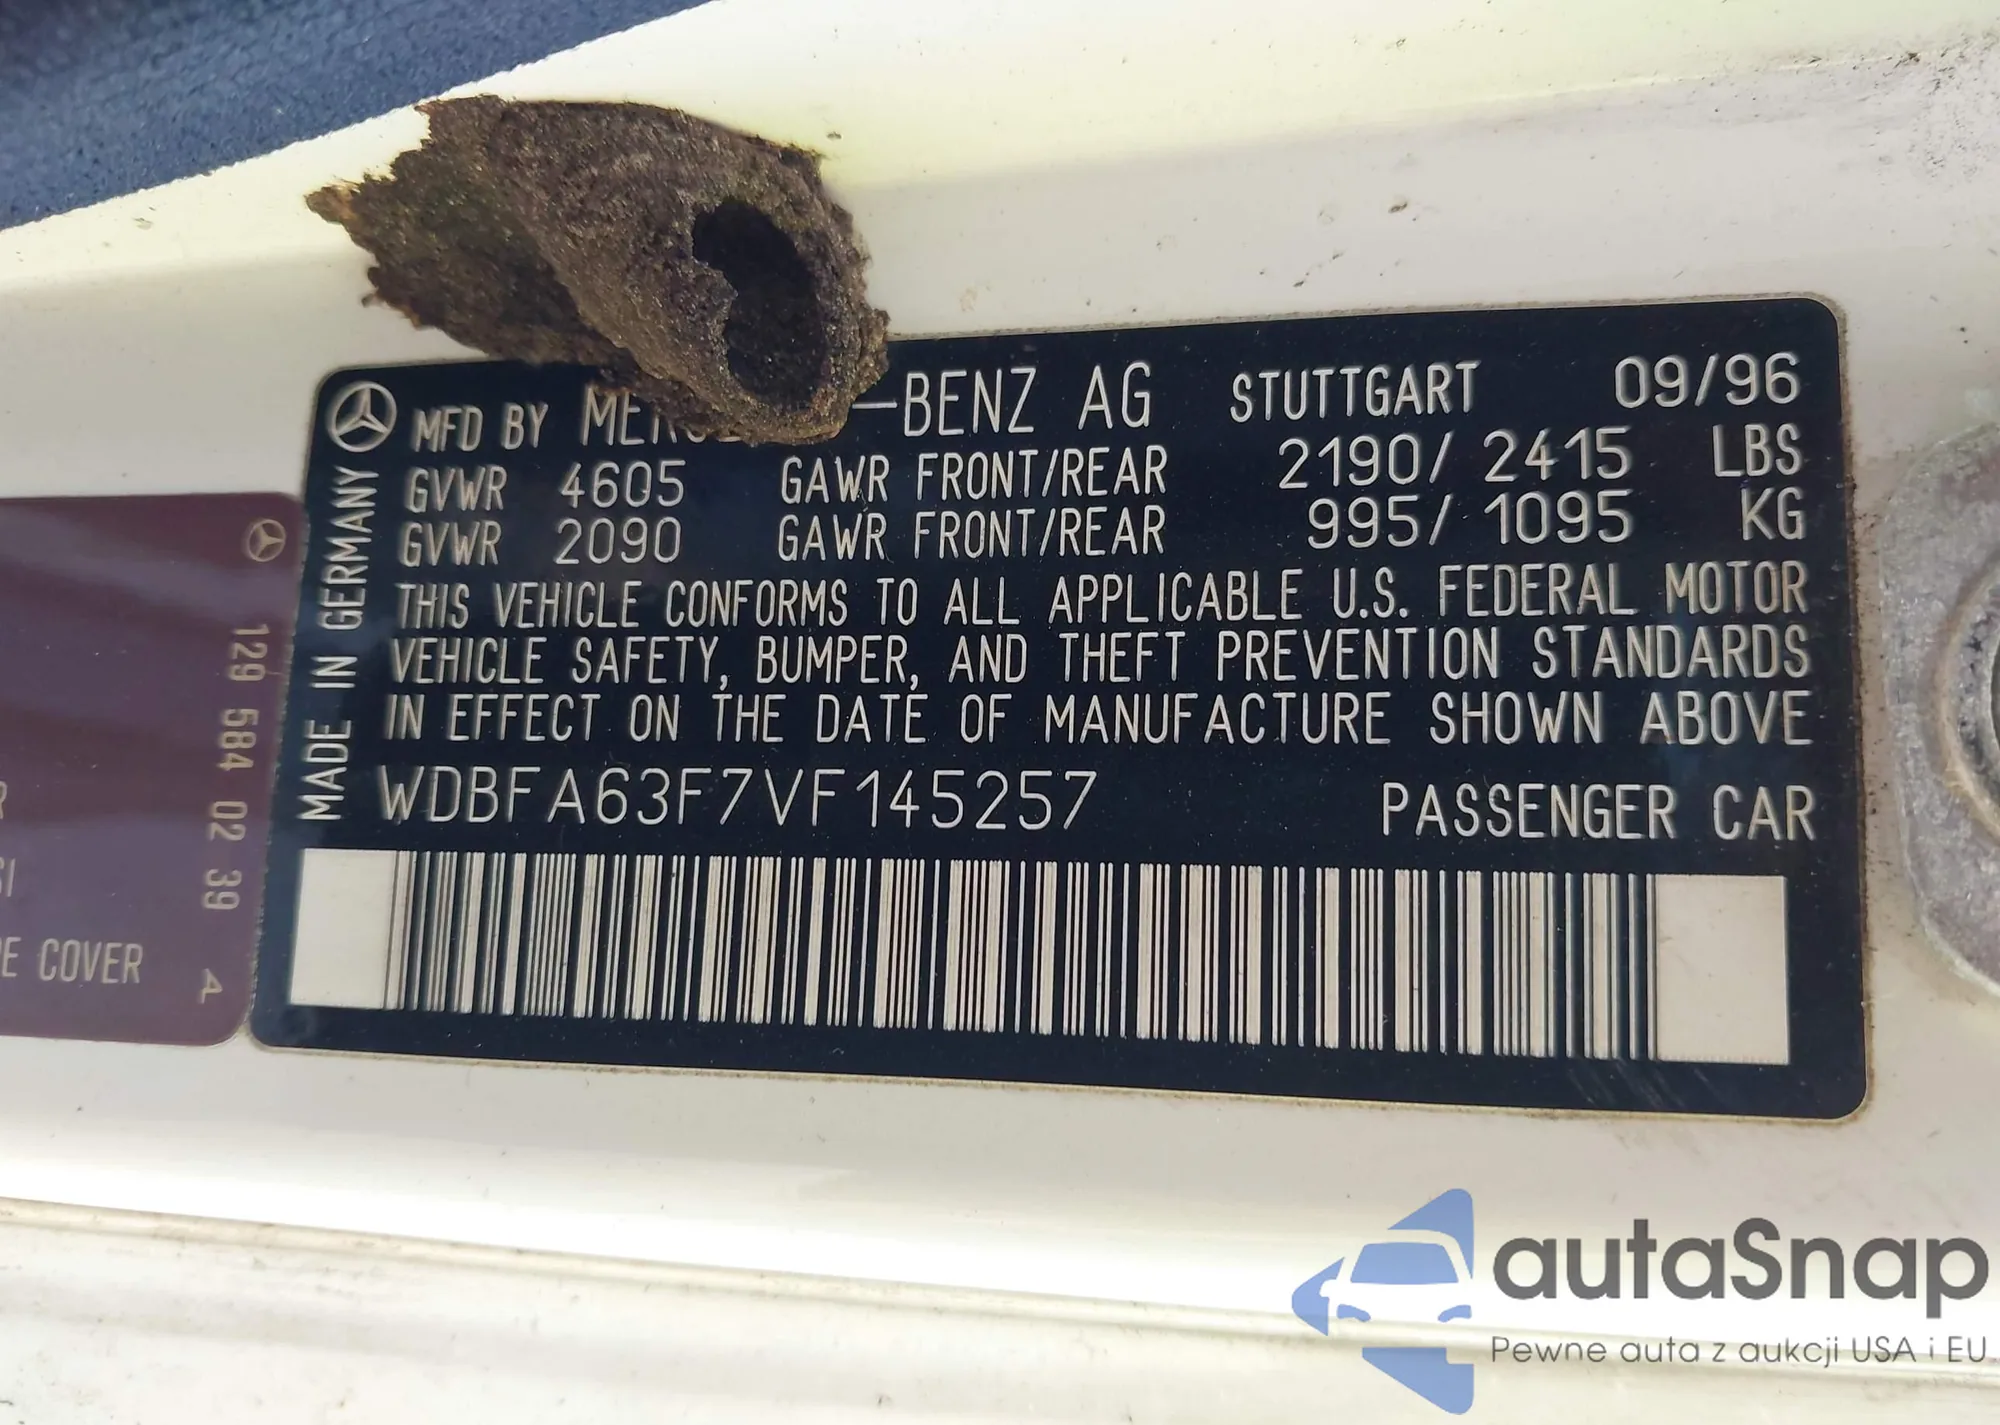 MFD BY MERCE -BENZ AG STUTTGART 09/96
GVWR 4605 GAWR FRONT/REAR 2190/ 2415 LBS
GVWR 2090 GAWR FRONT/REAR 995/ 1095 KG
THIS VEHICLE CONFORMS TO ALL APPLICABLE U.S. FEDERAL MOTOR
VEHICLE SAFETY, BUMPER, AND THEFT PREVENTION STANDARDS
IN EFFECT ON THE DATE OF MANUFACTURE SHOWN ABOVE
WDBFA63F7VF145257 PASSENGER CAR
MADE IN GERMANY
129 584 02 39 A
COVER
autaSnap
Pewne auta z aukcji USA i EU